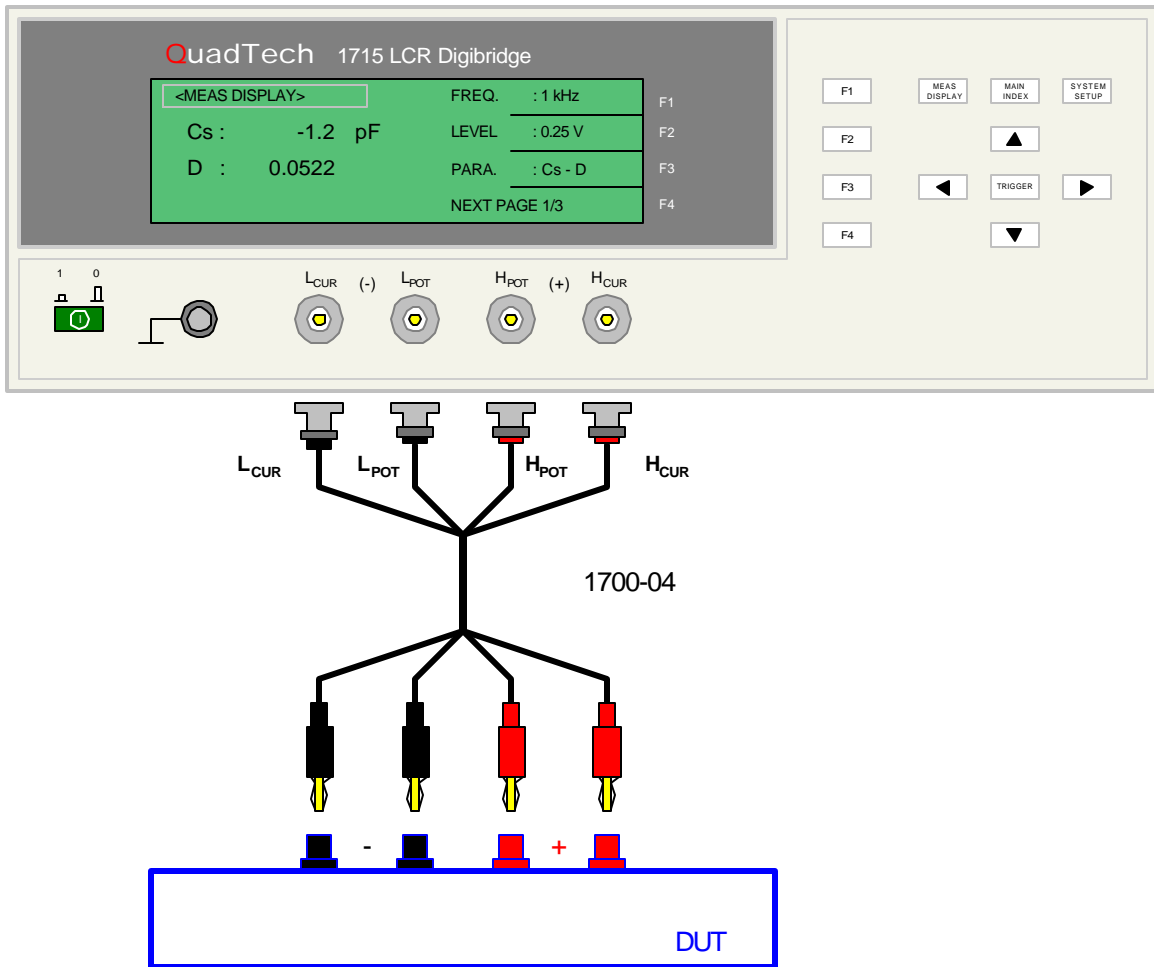 QuadTech 1715 LCR Digibridge
<MEAS DISPLAY>
FREQ. : 1 kHz
F1
Cs : -1.2 pF
LEVEL : 0.25 V
F2
D : 0.0522
PARA. : Cs - D
F3
NEXT PAGE 1/3
F4
F1
MEAS DISPLAY
MAIN INDEX
SYSTEM SETUP
F2
F3
TRIGGER
F4
1 0
LCUR (-) LPOT HPOT (+) HCUR
LCUR LPOT HPOT HCUR
1700-04
- +
DUT